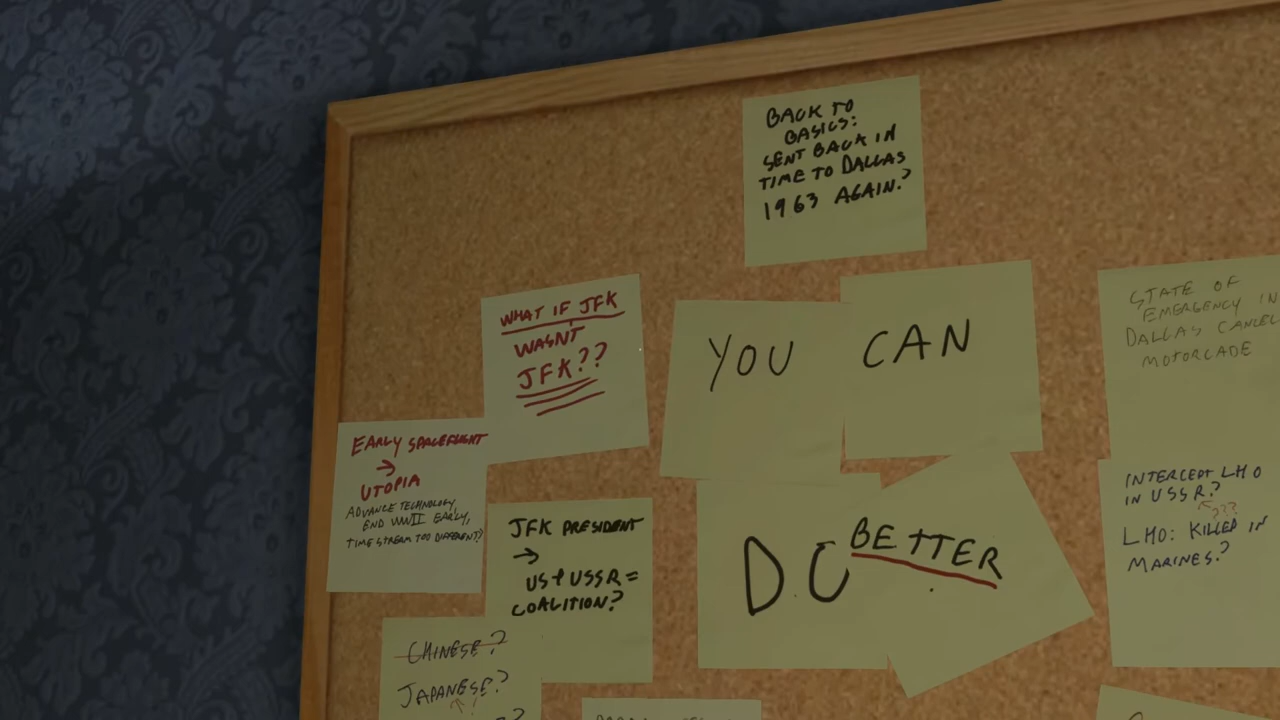 BACK TO
BASICS:
SENT BACK IN
TIME TO DALLAS
1963 AGAIN?
WHAT IF JFK
WASN'T
JFK??
YOU
CAN
DO
BETTER
STATE OF
EMERGENCY IN
DALLAS CANCEL
MOTORCADE
EARLY SPACEFLIGHT
→
UTOPIA
ADVANCE TECHNOLOGY,
END WWII EARLY,
TIME STREAM TOO DIFFERENT?
JFK PRESIDENT
→
US + USSR =
COALITION?
INTERCEPT LHO
IN USSR?
???
LHO: KILLED IN
MARINES?
CHINESE?
JAPANESE?